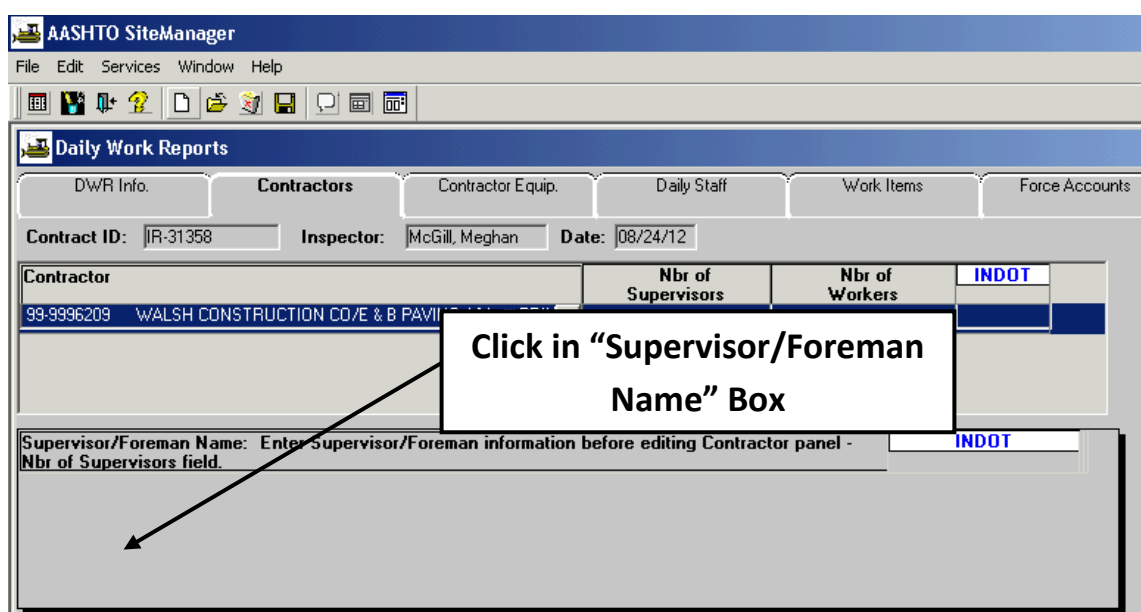 AASHTO SiteManager
File Edit Services Window Help
Daily Work Reports
DWR Info. Contractors Contractor Equip. Daily Staff Work Items Force Accounts
Contract ID: IR-31358 Inspector: McGill, Meghan Date: 08/24/12
Contractor Nbr of Supervisors Nbr of Workers INDOT
99-9996209 WALSH CONSTRUCTION CO/E & B
Click in “Supervisor/Foreman
Name” Box
Supervisor/Foreman Name: Enter Supervisor/Foreman information before editing Contractor panel - INDOT
Nbr of Supervisors field.